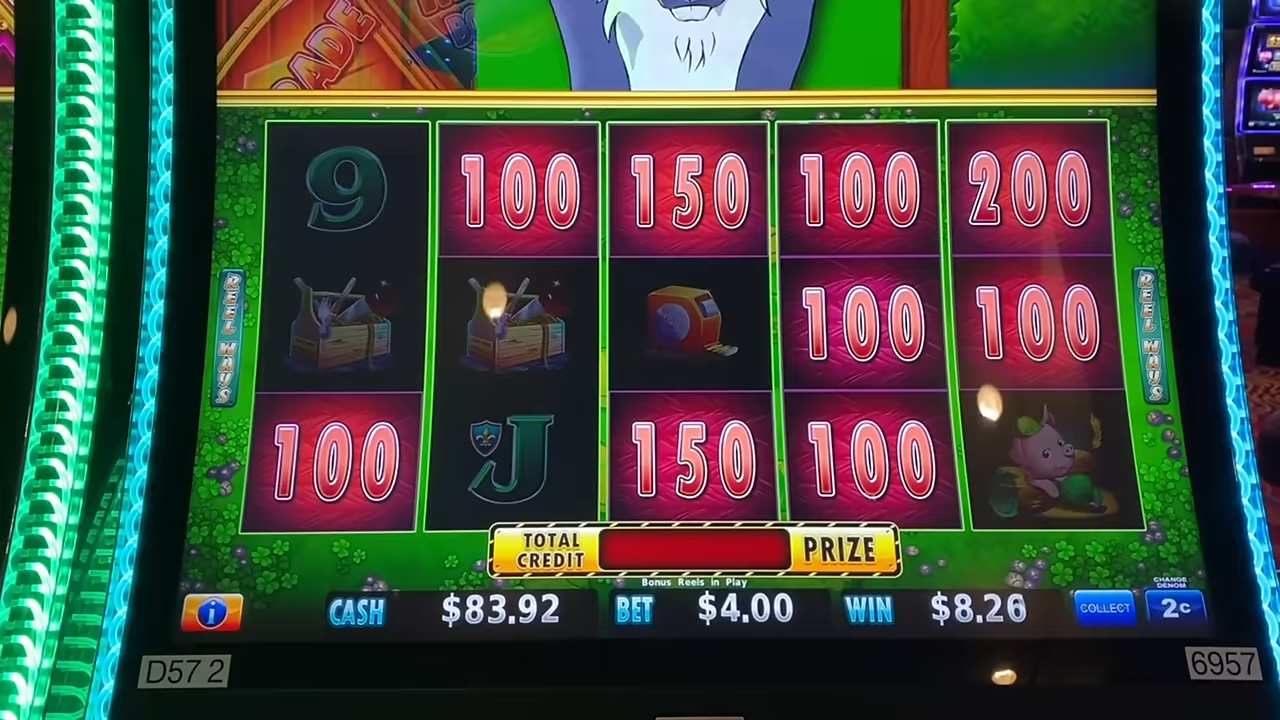 9 100 150 100 200
REEL WAYS 100 100 REEL WAYS
100 J 150 100
TOTAL CREDIT PRIZE
Bonus Reels in Play
CHANGE DENOM
i CASH $83.92 BET $4.00 WIN $8.26 COLLECT 2¢
D57 2 6957